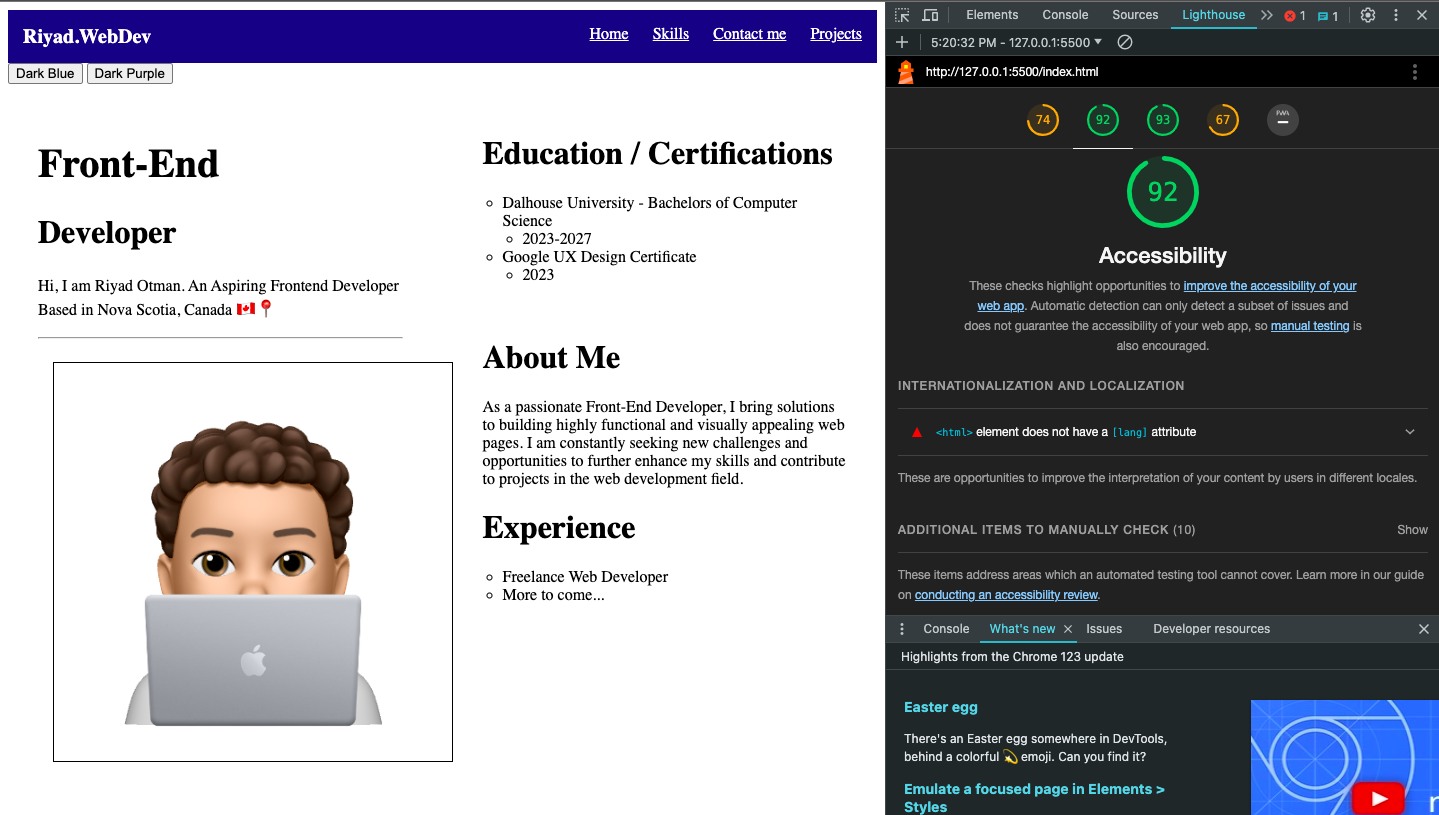 Riyad.WebDev
Home Skills Contact me Projects
Dark Blue Dark Purple
Front-End
Developer
Hi, I am Riyad Otman. An Aspiring Frontend Developer
Based in Nova Scotia, Canada 🇨🇦📍
Education / Certifications
Dalhouse University - Bachelors of Computer
Science
2023-2027
Google UX Design Certificate
2023
About Me
As a passionate Front-End Developer, I bring solutions
to building highly functional and visually appealing web
pages. I am constantly seeking new challenges and
opportunities to further enhance my skills and contribute
to projects in the web development field.
Experience
Freelance Web Developer
More to come...
Elements Console Sources Lighthouse 1 1
5:20:32 PM - 127.0.0.1:5500
http://127.0.0.1:5500/index.html
74 92 93 67 PWA
92
Accessibility
These checks highlight opportunities to improve the accessibility of your
web app. Automatic detection can only detect a subset of issues and
does not guarantee the accessibility of your web app, so manual testing is
also encouraged.
INTERNATIONALIZATION AND LOCALIZATION
<html> element does not have a [lang] attribute
These are opportunities to improve the interpretation of your content by users in different locales.
ADDITIONAL ITEMS TO MANUALLY CHECK (10) Show
These items address areas which an automated testing tool cannot cover. Learn more in our guide
on conducting an accessibility review.
Console What's new Issues Developer resources
Highlights from the Chrome 123 update
Easter egg
There's an Easter egg somewhere in DevTools,
behind a colorful 💫 emoji. Can you find it?
Emulate a focused page in Elements >
Styles